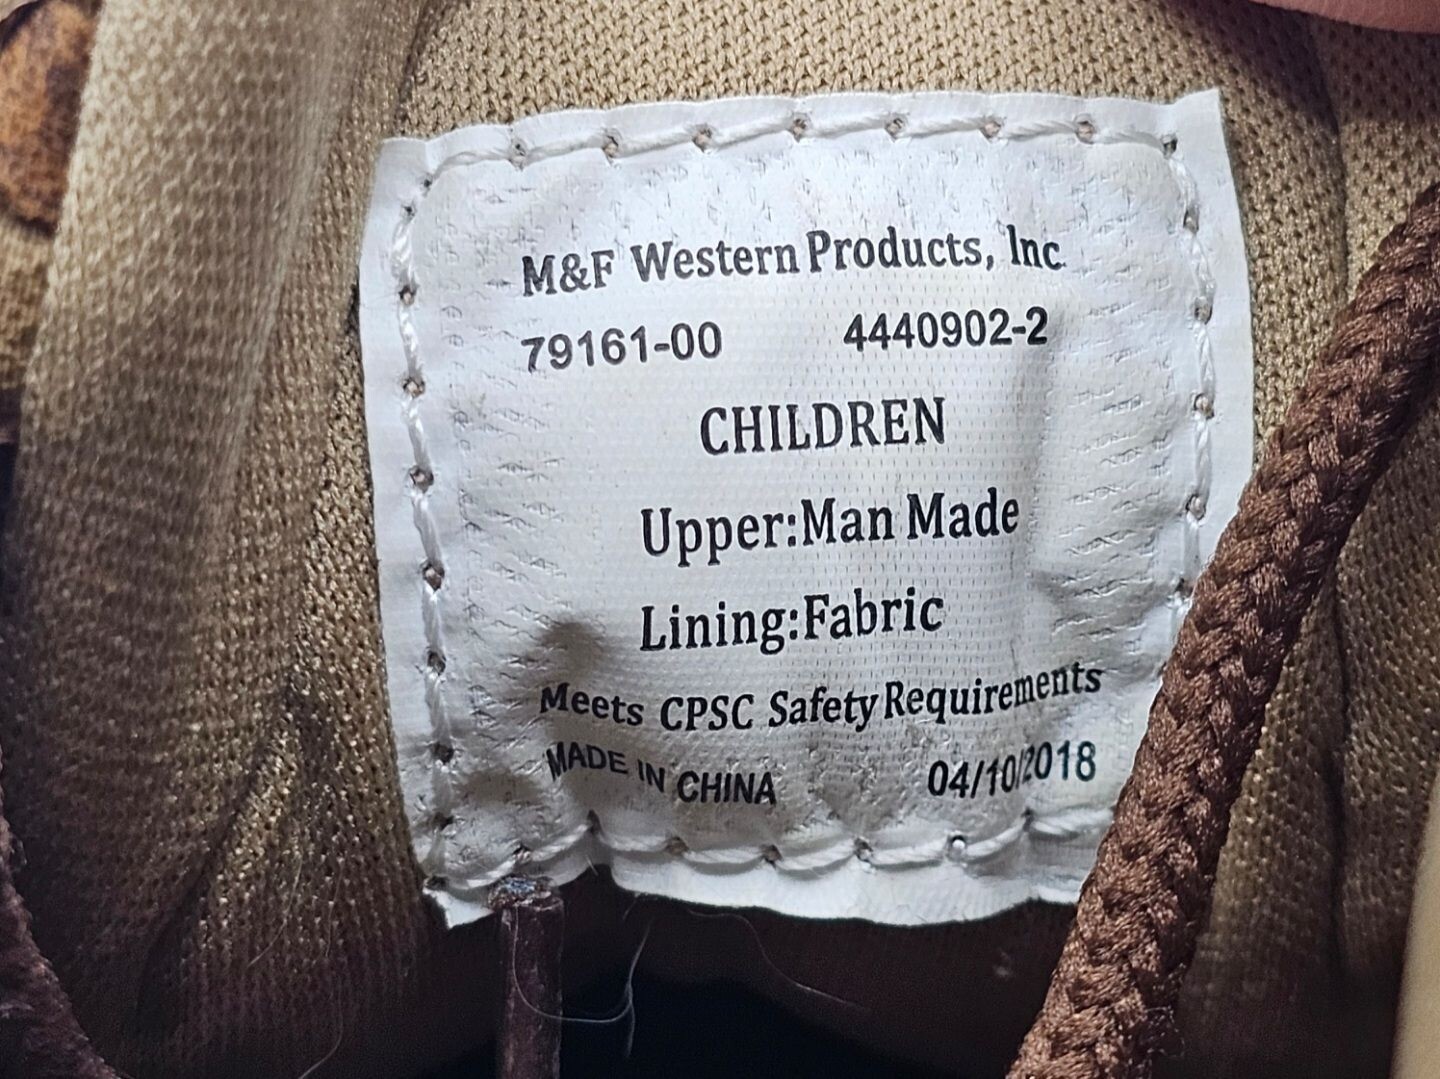 M&F Western Products, Inc.
79161-00 4440902-2
CHILDREN
Upper:Man Made
Lining:Fabric
Meets CPSC Safety Requirements
MADE IN CHINA 04/10/2018